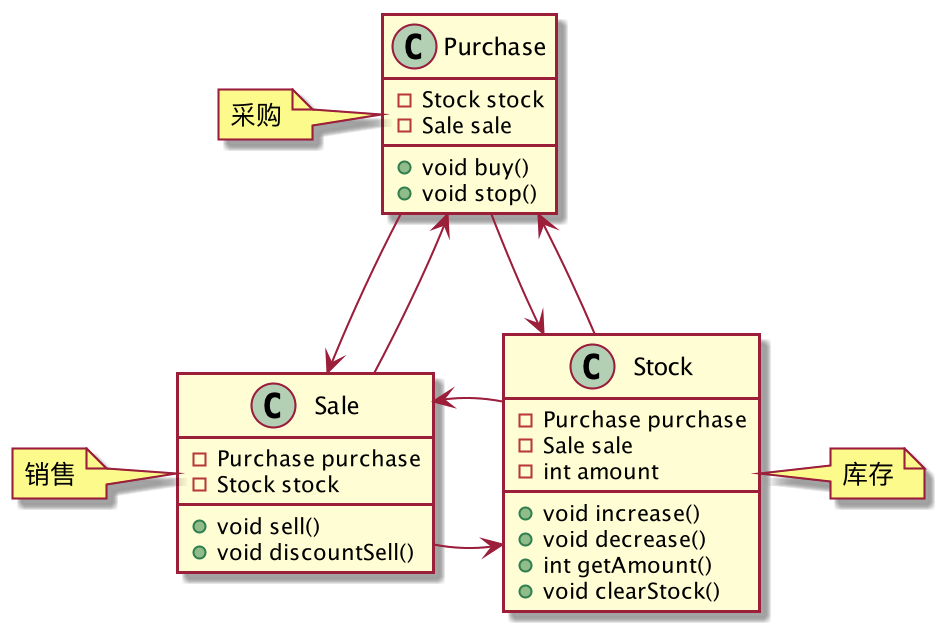 C Purchase
Stock stock
Sale sale
void buy()
void stop()
采购
C Sale
Purchase purchase
Stock stock
void sell()
void discountSell()
销售
C Stock
Purchase purchase
Sale sale
int amount
void increase()
void decrease()
int getAmount()
void clearStock()
库存